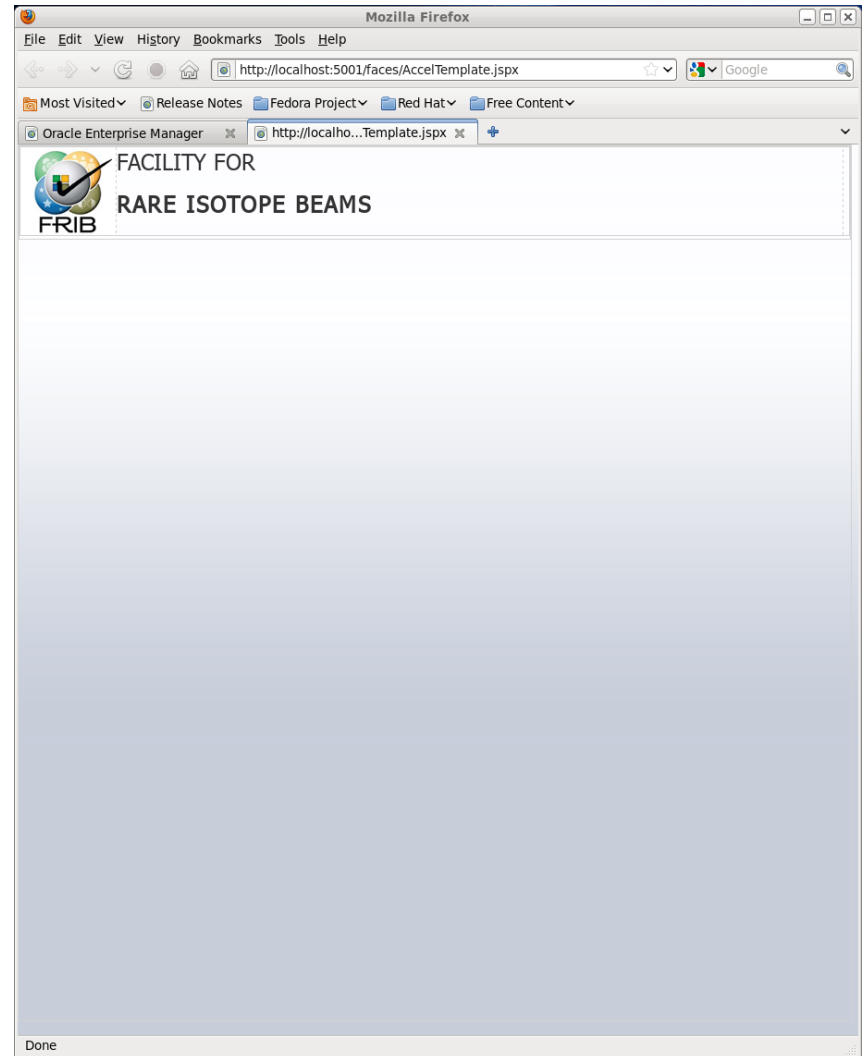 Mozilla Firefox
File Edit View History Bookmarks Tools Help
http://localhost:5001/faces/AccelTemplate.jspx Google
Most Visited Release Notes Fedora Project Red Hat Free Content
Oracle Enterprise Manager http://localho...Template.jspx
FACILITY FOR
RARE ISOTOPE BEAMS
FRIB
Done